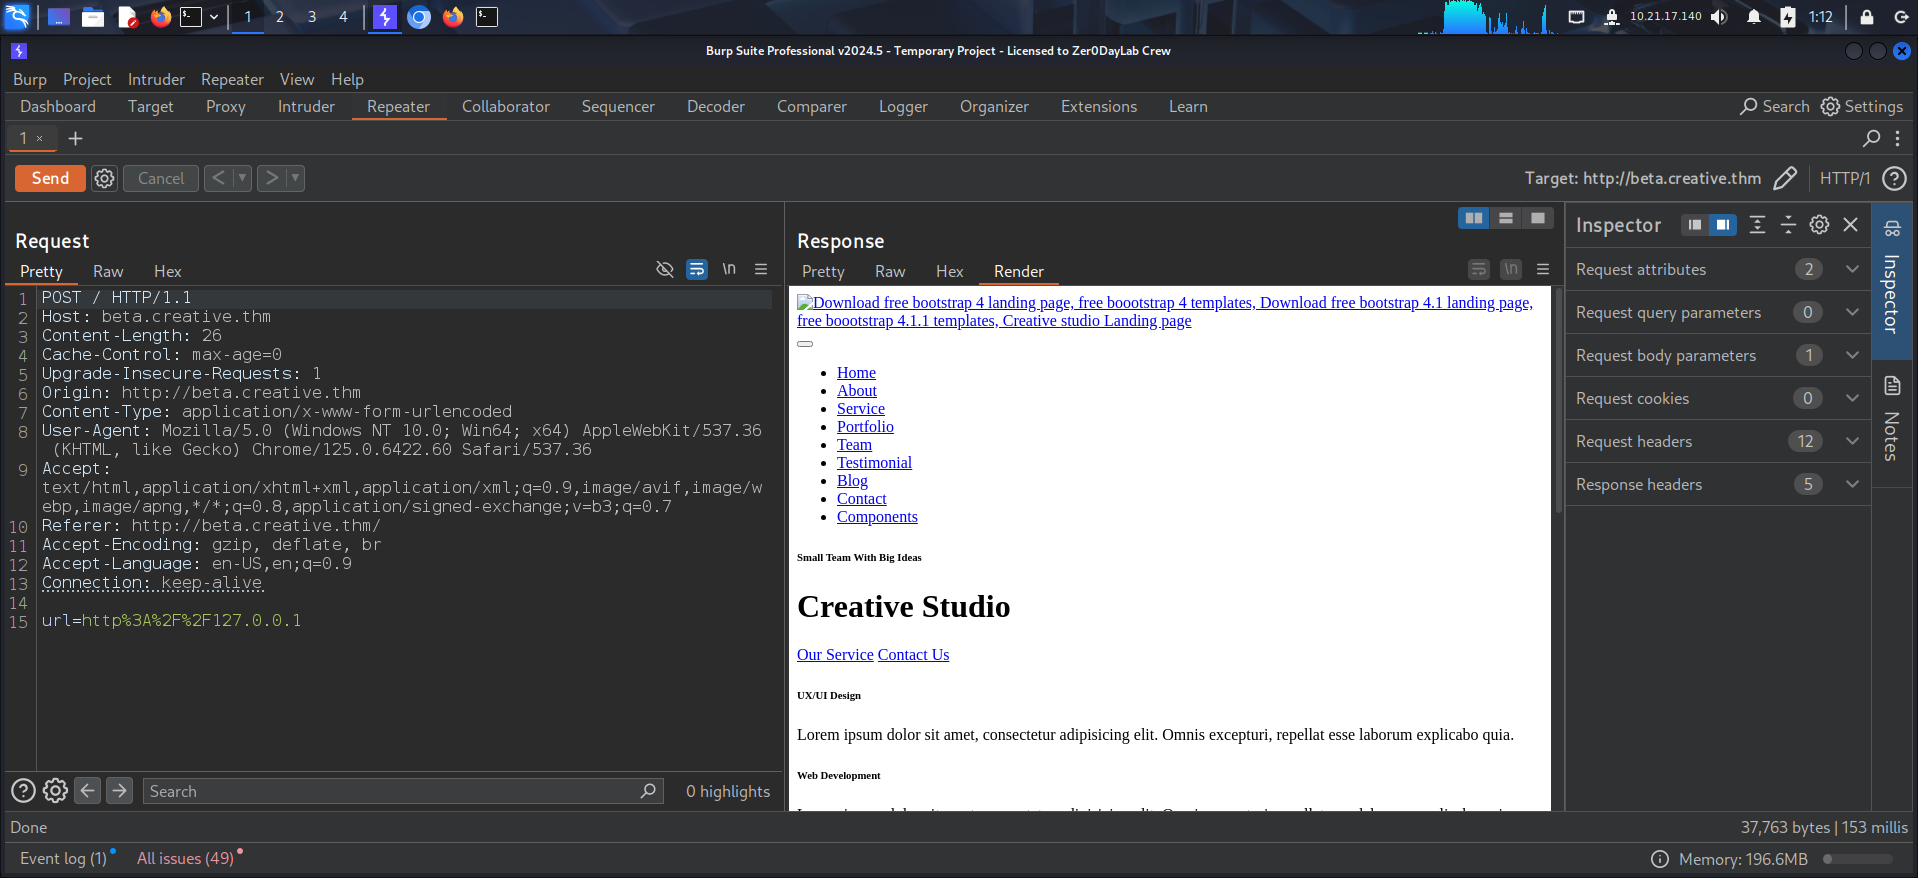 1 2 3 4
10.21.17.140
1:12
Burp Suite Professional v2024.5 - Temporary Project - Licensed to Zer0DayLab Crew
Burp Project Intruder Repeater View Help
Dashboard Target Proxy Intruder Repeater Collaborator Sequencer Decoder Comparer Logger Organizer Extensions Learn
Search Settings
1 × +
Send Cancel < >
Target: http://beta.creative.thm HTTP/1
Request
Pretty Raw Hex
\n
1 POST / HTTP/1.1
2 Host: beta.creative.thm
3 Content-Length: 26
4 Cache-Control: max-age=0
5 Upgrade-Insecure-Requests: 1
6 Origin: http://beta.creative.thm
7 Content-Type: application/x-www-form-urlencoded
8 User-Agent: Mozilla/5.0 (Windows NT 10.0; Win64; x64) AppleWebKit/537.36
(KHTML, like Gecko) Chrome/125.0.6422.60 Safari/537.36
9 Accept:
text/html,application/xhtml+xml,application/xml;q=0.9,image/avif,image/w
ebp,image/apng,*/*;q=0.8,application/signed-exchange;v=b3;q=0.7
10 Referer: http://beta.creative.thm/
11 Accept-Encoding: gzip, deflate, br
12 Accept-Language: en-US,en;q=0.9
13 Connection: keep-alive
14
15 url=http%3A%2F%2F127.0.0.1
Search
0 highlights
Response
Pretty Raw Hex Render
\n
Download free bootstrap 4 landing page, free boootstrap 4 templates, Download free bootstrap 4.1 landing page,
free boootstrap 4.1.1 templates, Creative studio Landing page
Home
About
Service
Portfolio
Team
Testimonial
Blog
Contact
Components
Small Team With Big Ideas
Creative Studio
Our Service Contact Us
UX/UI Design
Lorem ipsum dolor sit amet, consectetur adipisicing elit. Omnis excepturi, repellat esse laborum explicabo quia.
Web Development
Inspector
Request attributes 2
Request query parameters 0
Request body parameters 1
Request cookies 0
Request headers 12
Response headers 5
Inspector
Notes
Done
37,763 bytes | 153 millis
Event log (1) All issues (49)
Memory: 196.6MB